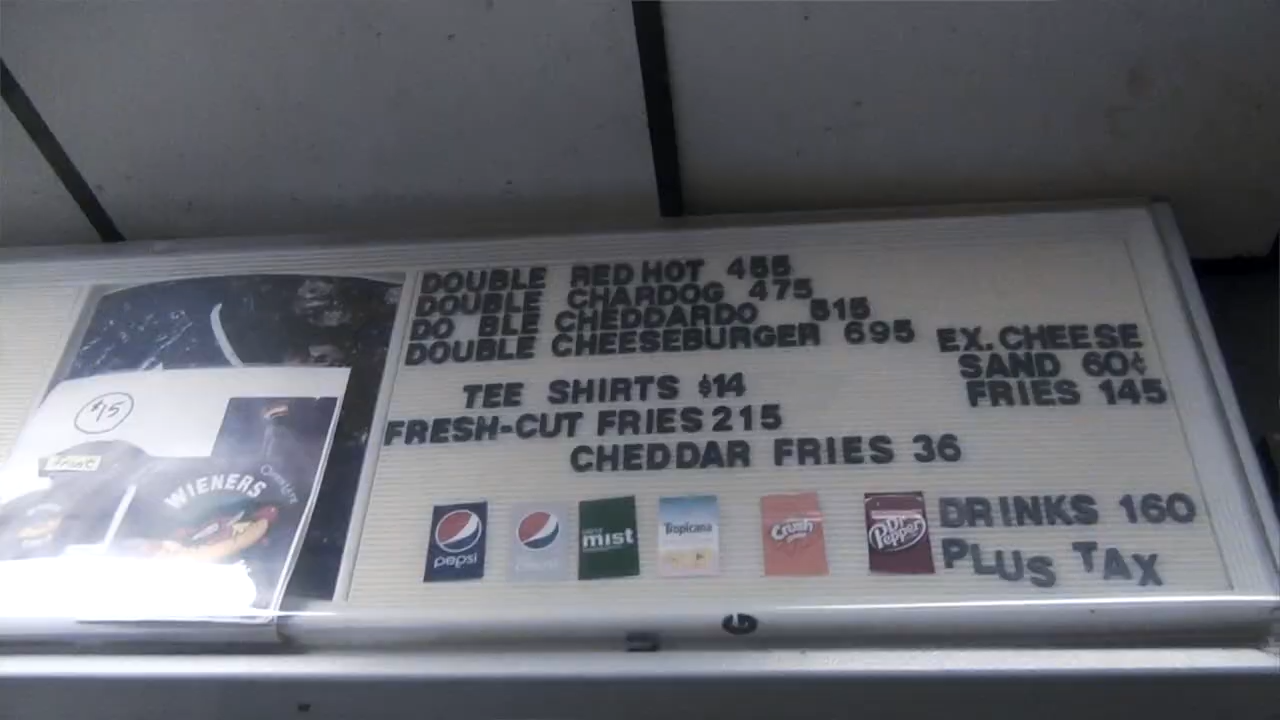 DOUBLE RED HOT 455
DOUBLE CHARDOG 475
DO BLE CHEDDARDO 515
DOUBLE CHEESEBURGER 695
EX. CHEESE
SAND 60¢
FRIES 145
TEE SHIRTS $14
FRESH-CUT FRIES 215
CHEDDAR FRIES 36
pepsi
mist
Tropicana
Crush
Dr Pepper
DRINKS 160
PLUS TAX
$15
Front
WIENERS
U
G